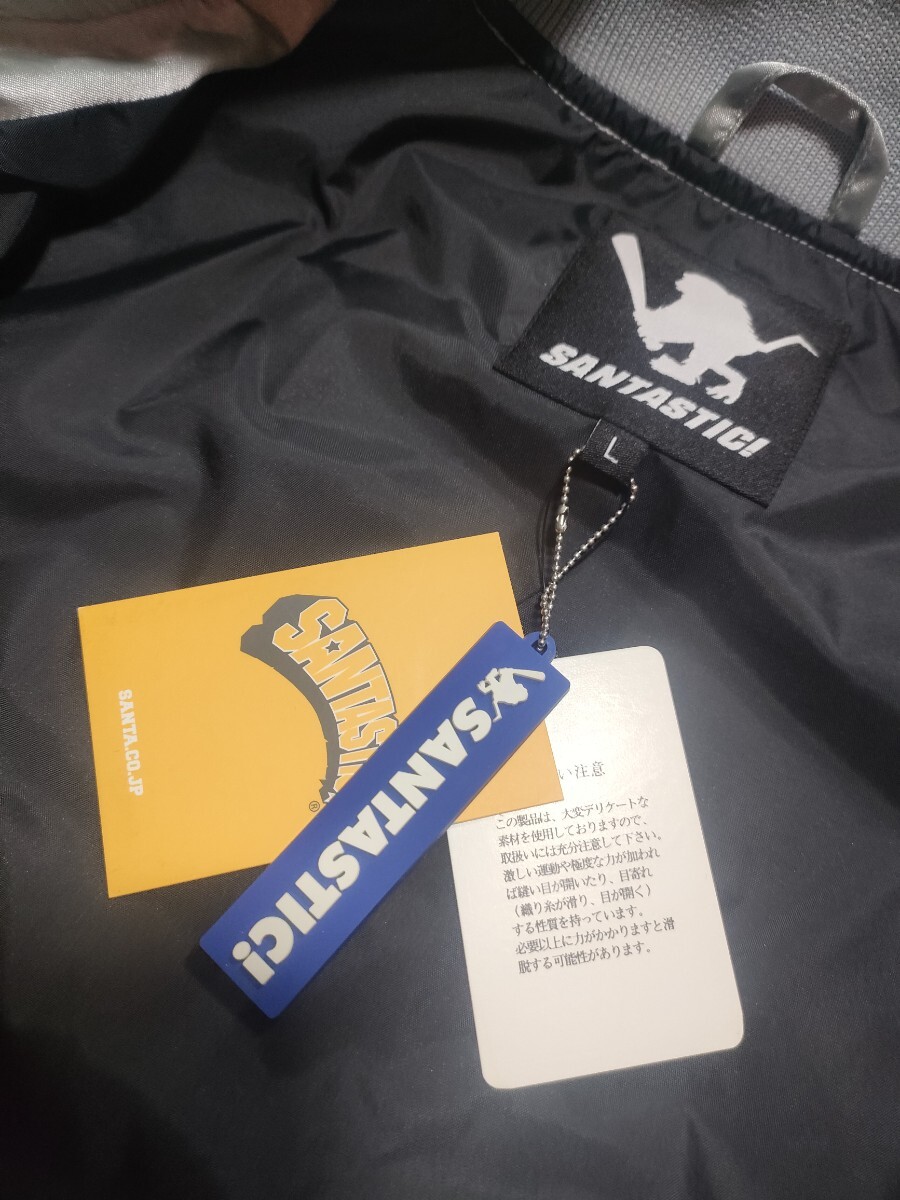 SANTASTIC!
L
SANTAST
®
SANTA.CO.JP
SANTASTIC!
い注意
この製品は、大変デリケートな
素材を使用しておりますので、
取扱いには充分注意して下さい。
激しい運動や極度な力が加われ
ば縫い目が開いたり、目寄れ
（織り糸が滑り、目が開く）
する性質を持っています。
必要以上に力がかかりますと滑
脱する可能性があります。